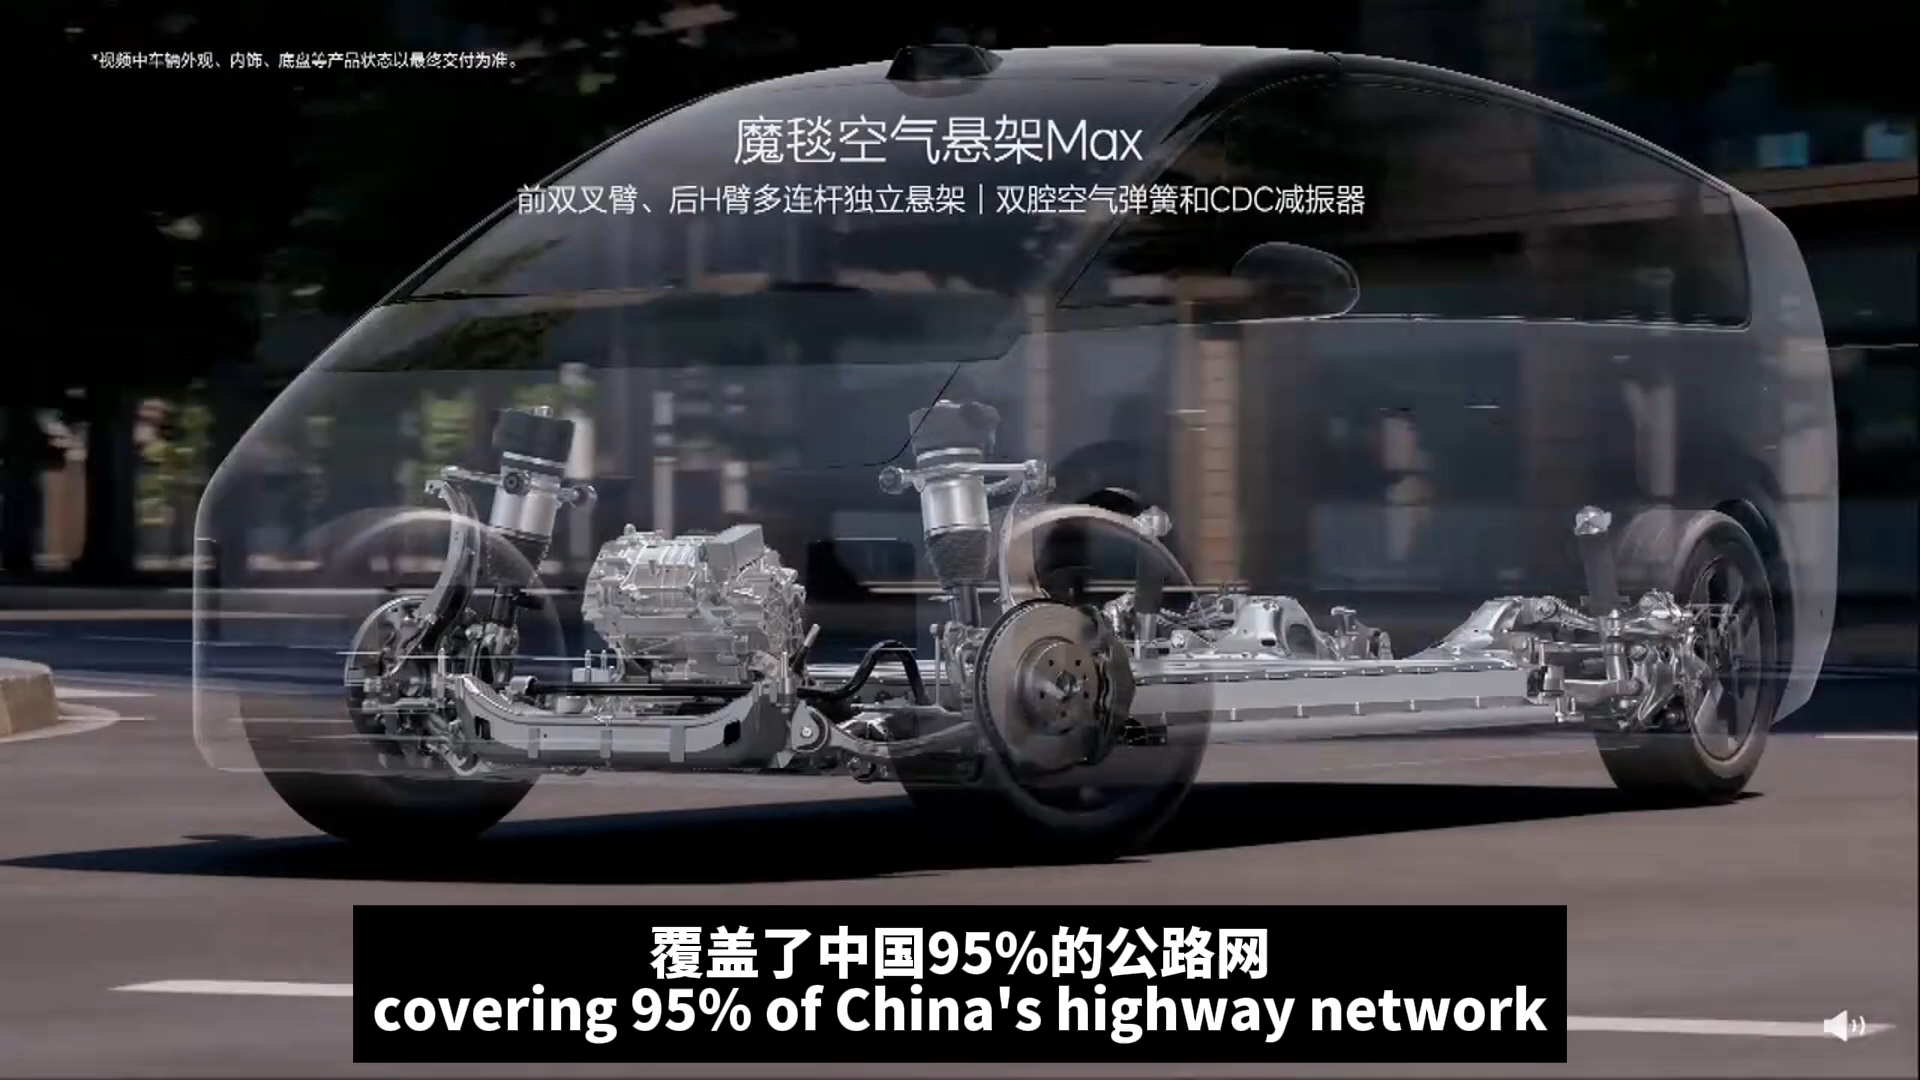 *视频中车辆外观、内饰、底盘等产品状态以最终交付为准。
魔毯空气悬架Max
前双叉臂、后H臂多连杆独立悬架｜双腔空气弹簧和CDC减振器
覆盖了中国95%的公路网
covering 95% of China's highway network